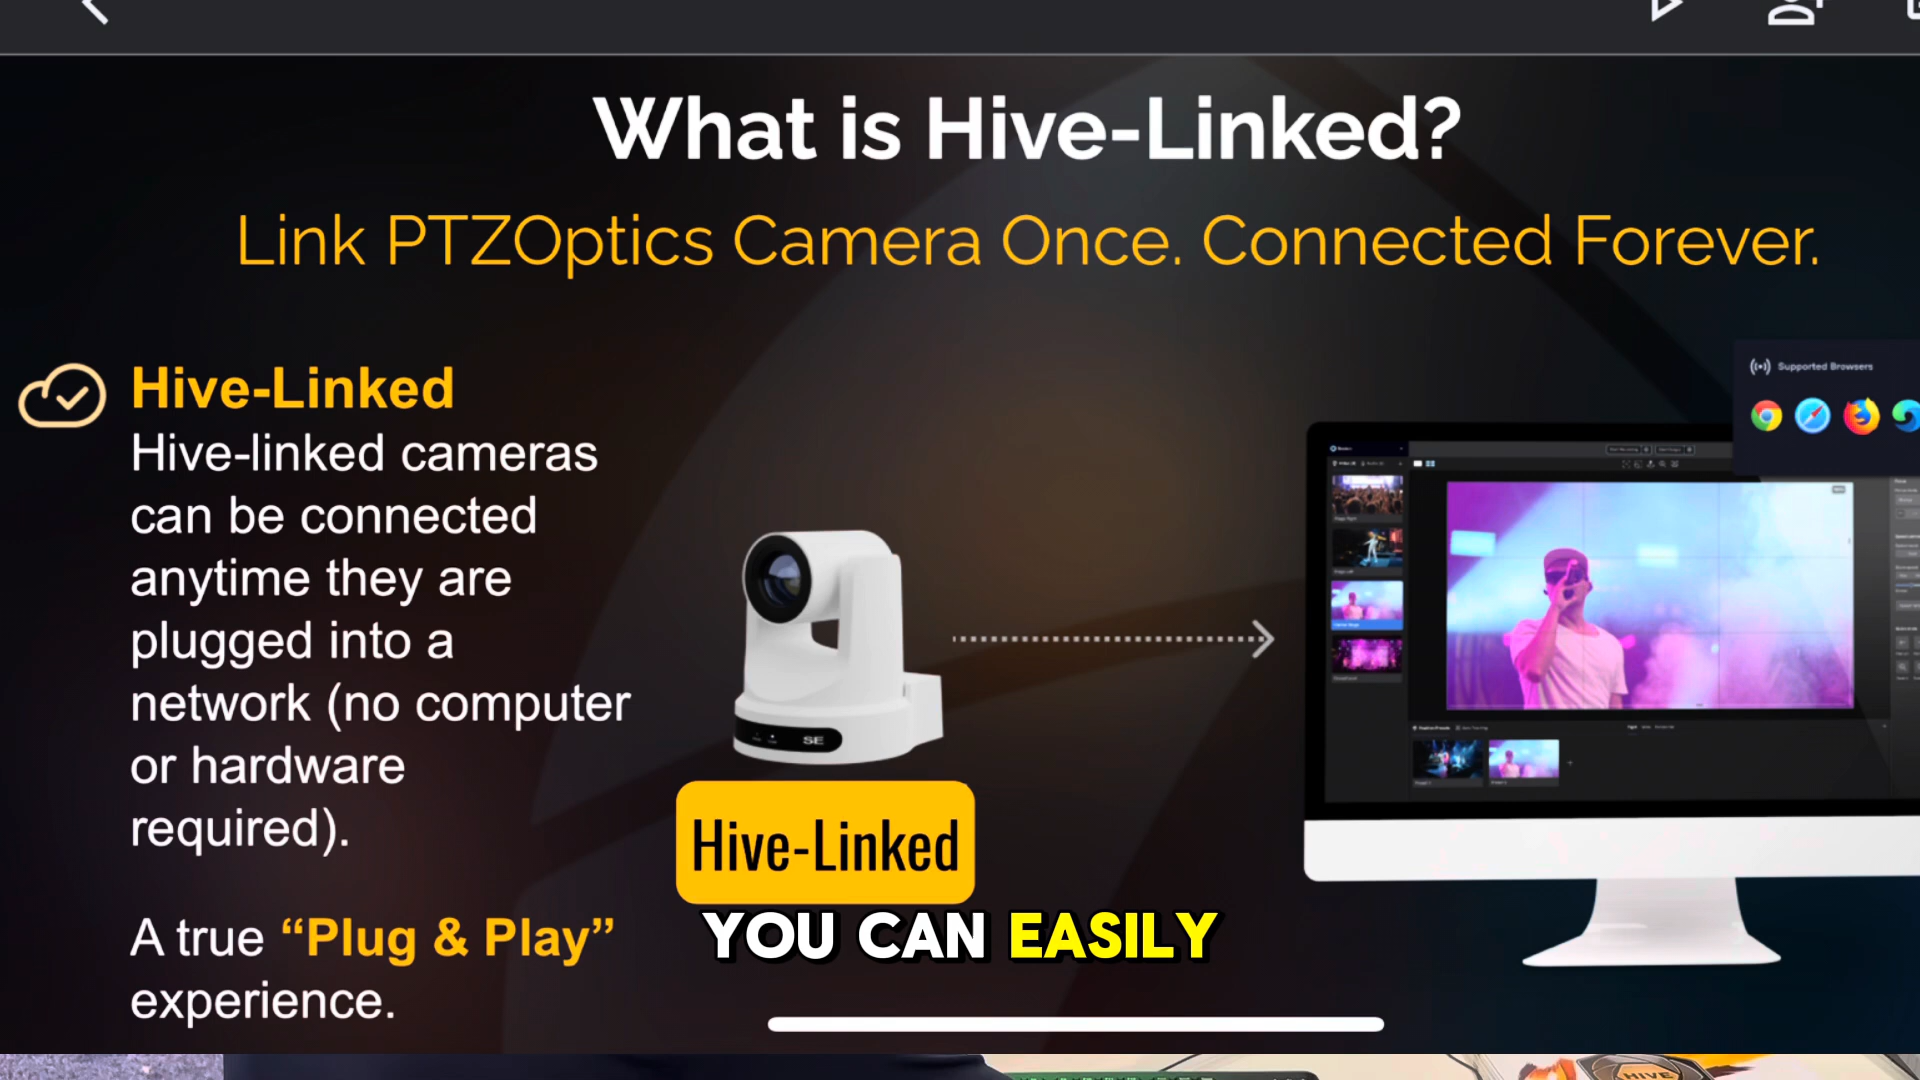 What is Hive-Linked?
Link PTZOptics Camera Once. Connected Forever.
Hive-Linked
Hive-linked cameras
can be connected
anytime they are
plugged into a
network (no computer
or hardware
required).
A true “Plug & Play”
experience.
SE
Hive-Linked
Supported Browsers
YOU CAN EASILY
HIVE